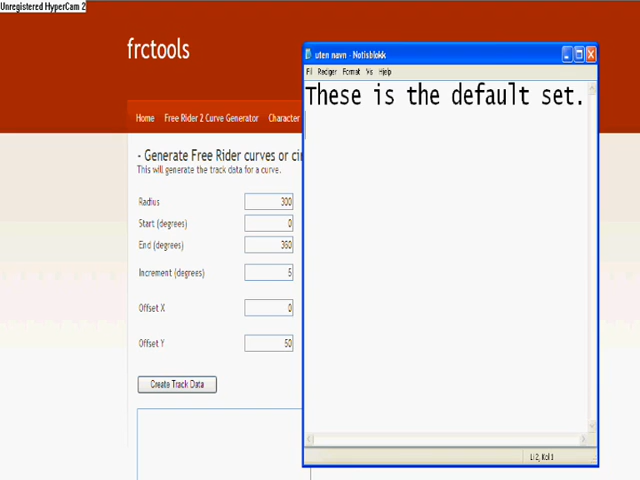 Unregistered HyperCam 2
frctools
Home Free Rider 2 Curve Generator Character
- Generate Free Rider curves or cir
This will generate the track data for a curve.
Radius 300
Start (degrees) 0
End (degrees) 360
Increment (degrees) 5
Offset X 0
Offset Y 50
Create Track Data
uten navn - Notisblokk
Fil Rediger Format Vis Hjelp
These is the default set.
Li 2, Kol 1